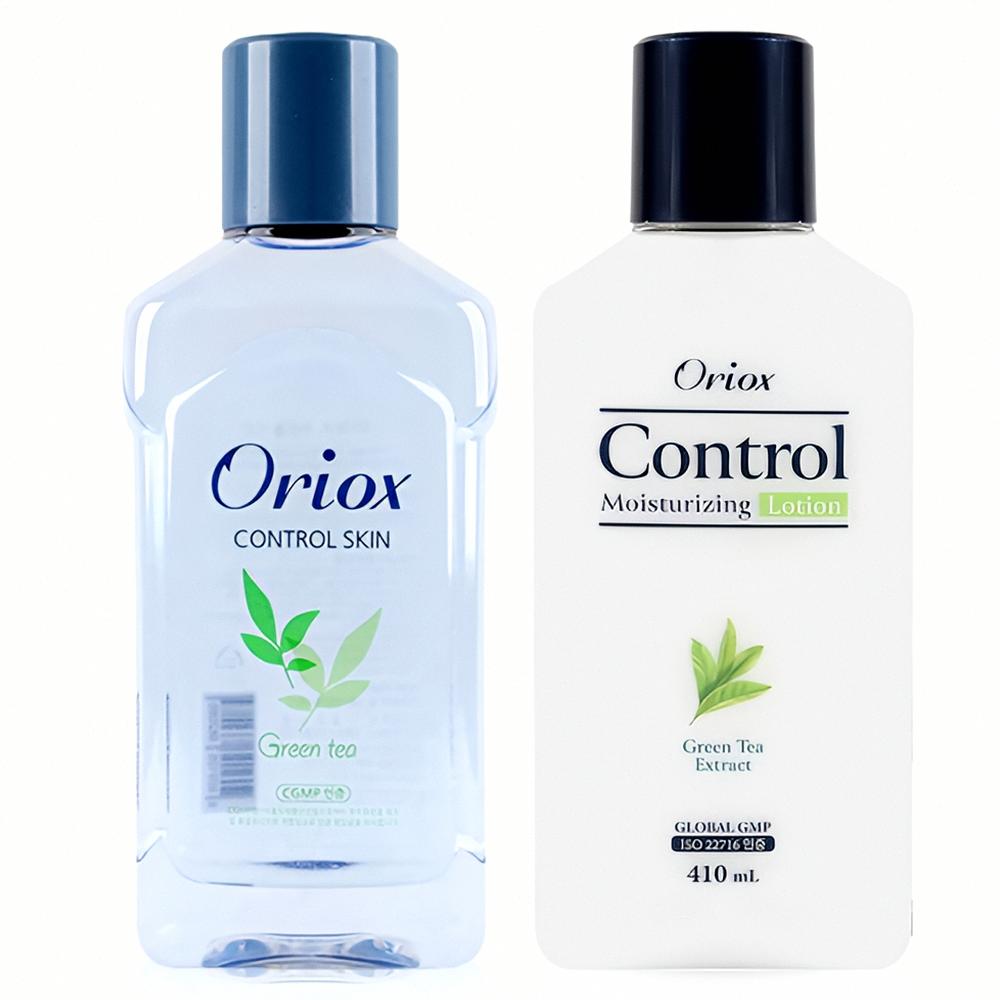 Oriox
CONTROL SKIN
Green tea
CGMP 인증
Oriox
Control
Moisturizing Lotion
Green Tea
Extract
GLOBAL GMP
ISO 22716 인증
410 mL